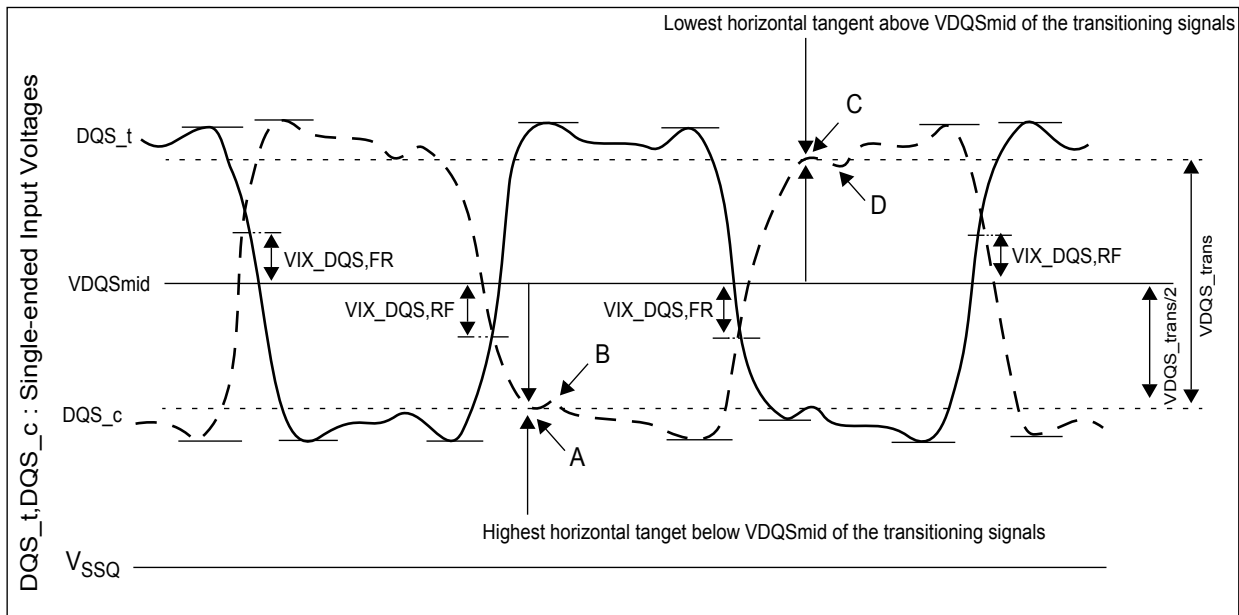 Lowest horizontal tangent above VDQSmid of the transitioning signals
DQS_t,DQS_c : Single-ended Input Voltages
DQS_t
C
D
VIX_DQS,FR
VIX_DQS,RF
VDQSmid
VIX_DQS,RF
VIX_DQS,FR
VDQS_trans/2
VDQS_trans
B
DQS_c
A
Highest horizontal tanget below VDQSmid of the transitioning signals
VSSQ